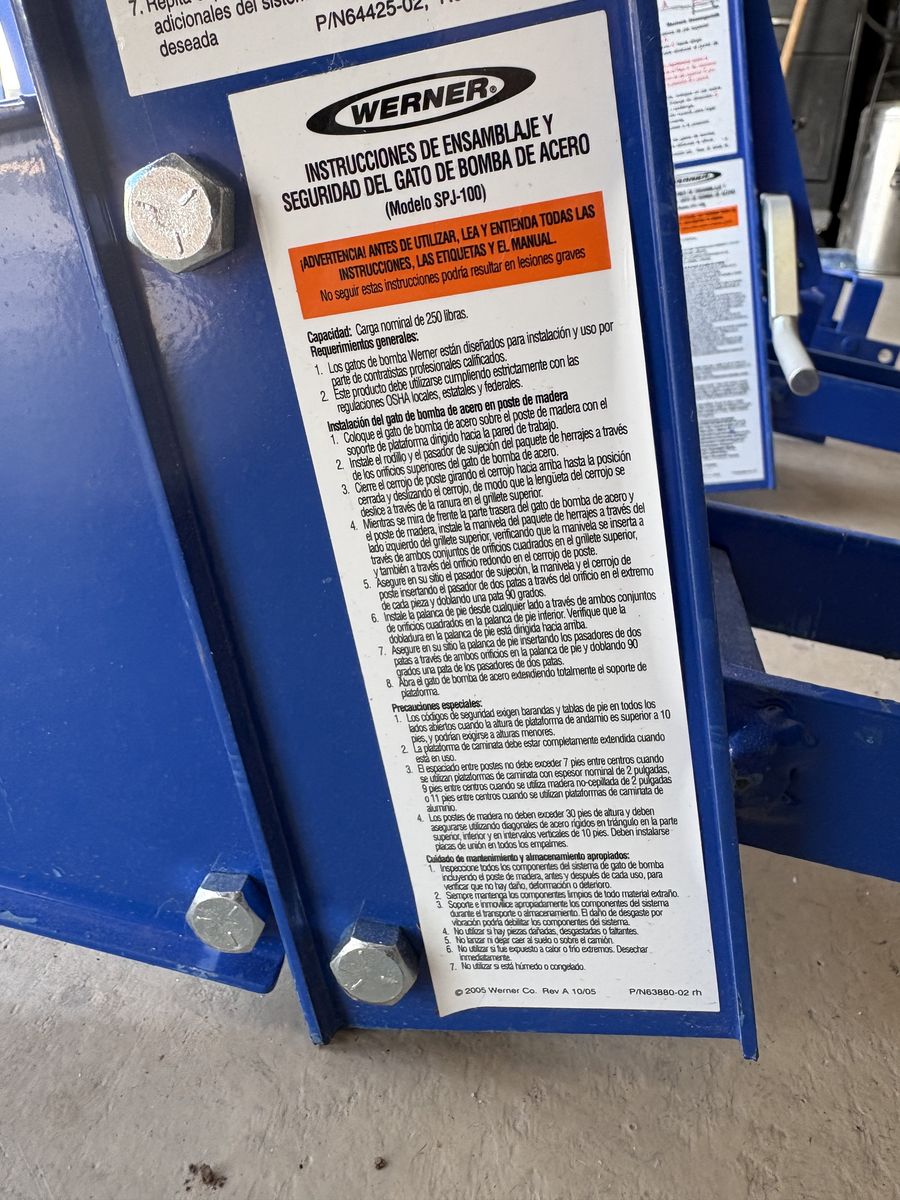 7. Repita
adicionales del sistem
deseada
P/N64425-02,
WERNER®
INSTRUCCIONES DE ENSAMBLAJE Y
SEGURIDAD DEL GATO DE BOMBA DE ACERO
(Modelo SPJ-100)
¡ADVERTENCIA! ANTES DE UTILIZAR, LEA Y ENTIENDA TODAS LAS
INSTRUCCIONES, LAS ETIQUETAS Y EL MANUAL.
No seguir estas instrucciones podría resultar en lesiones graves
Capacidad: Carga nominal de 250 libras.
Requerimientos generales:
1. Los gatos de bomba Werner están diseñados para instalación y uso por
parte de contratistas profesionales calificados.
2. Este producto debe utilizarse cumpliendo estrictamente con las
regulaciones OSHA locales, estatales y federales.
Instalación del gato de bomba de acero en poste de madera
1. Coloque el gato de bomba de acero sobre el poste de madera con el
soporte de plataforma dirigido hacia la pared de trabajo.
2. Instale el rodillo y el pasador de sujeción del paquete de herrajes a través
de los orificios superiores del gato de bomba de acero.
3. Cierre el cerrojo de poste girando el cerrojo hacia arriba hasta la posición
cerrada y deslizando el cerrojo, de modo que la lengüeta del cerrojo se
deslice a través de la ranura en el grillete superior.
4. Mientras se mira de frente la parte trasera del gato de bomba de acero y
el poste de madera, instale la manivela del paquete de herrajes a través del
lado izquierdo del grillete superior, verificando que la manivela se inserta a
través de ambos conjuntos de orificios cuadrados en el grillete superior,
y también a través del orificio redondo en el cerrojo de poste.
5. Asegure en su sitio el pasador de sujeción, la manivela y el cerrojo de
poste insertando el pasador de dos patas a través del orificio en el extremo
de cada pieza y doblando una pata 90 grados.
6. Instale la palanca de pie desde cualquier lado a través de ambos conjuntos
de orificios cuadrados en la palanca de pie inferior. Verifique que la
dobladura en la palanca de pie está dirigida hacia arriba.
7. Asegure en su sitio la palanca de pie insertando los pasadores de dos
patas a través de ambos orificios en la palanca de pie y doblando 90
grados una pata de los pasadores de dos patas.
8. Abra el gato de bomba de acero extendiendo totalmente el soporte de
plataforma.
Precauciones especiales:
1. Los códigos de seguridad exigen barandas y tablas de pie en todos los
lados abiertos cuando la altura de plataforma de andamio es superior a 10
pies, y podrían exigirse a alturas menores.
2. La plataforma de caminata debe estar completamente extendida cuando
está en uso.
3. El espaciado entre postes no debe exceder 7 pies entre centros cuando
se utilizan plataformas de caminata con espesor nominal de 2 pulgadas,
9 pies entre centros cuando se utiliza madera no-cepillada de 2 pulgadas
o 11 pies entre centros cuando se utilizan plataformas de caminata de
aluminio.
4. Los postes de madera no deben exceder 30 pies de altura y deben
asegurarse utilizando diagonales de acero rígidos en triángulo en la parte
superior, inferior y en intervalos verticales de 10 pies. Deben instalarse
placas de unión en todos los empalmes.
Cuidado de mantenimiento y almacenamiento apropiados:
1. Inspeccione todos los componentes del sistema de gato de bomba
incluyendo el poste de madera, antes y después de cada uso, para
verificar que no hay daño, deformación o deterioro.
2. Siempre mantenga los componentes limpios de todo material extraño.
3. Soporte e inmovilice apropiadamente los componentes del sistema
durante el transporte o almacenamiento. El daño de desgaste por
vibración podría debilitar los componentes del sistema.
4. No utilizar si hay piezas dañadas, desgastadas o faltantes.
5. No lanzar ni dejar caer al suelo o sobre el camión.
6. No utilizar si fue expuesto a calor o frío extremos. Desechar
inmediatamente.
7. No utilizar si está húmedo o congelado.
© 2005 Werner Co. Rev A 10/05 P/N63880-02 rh